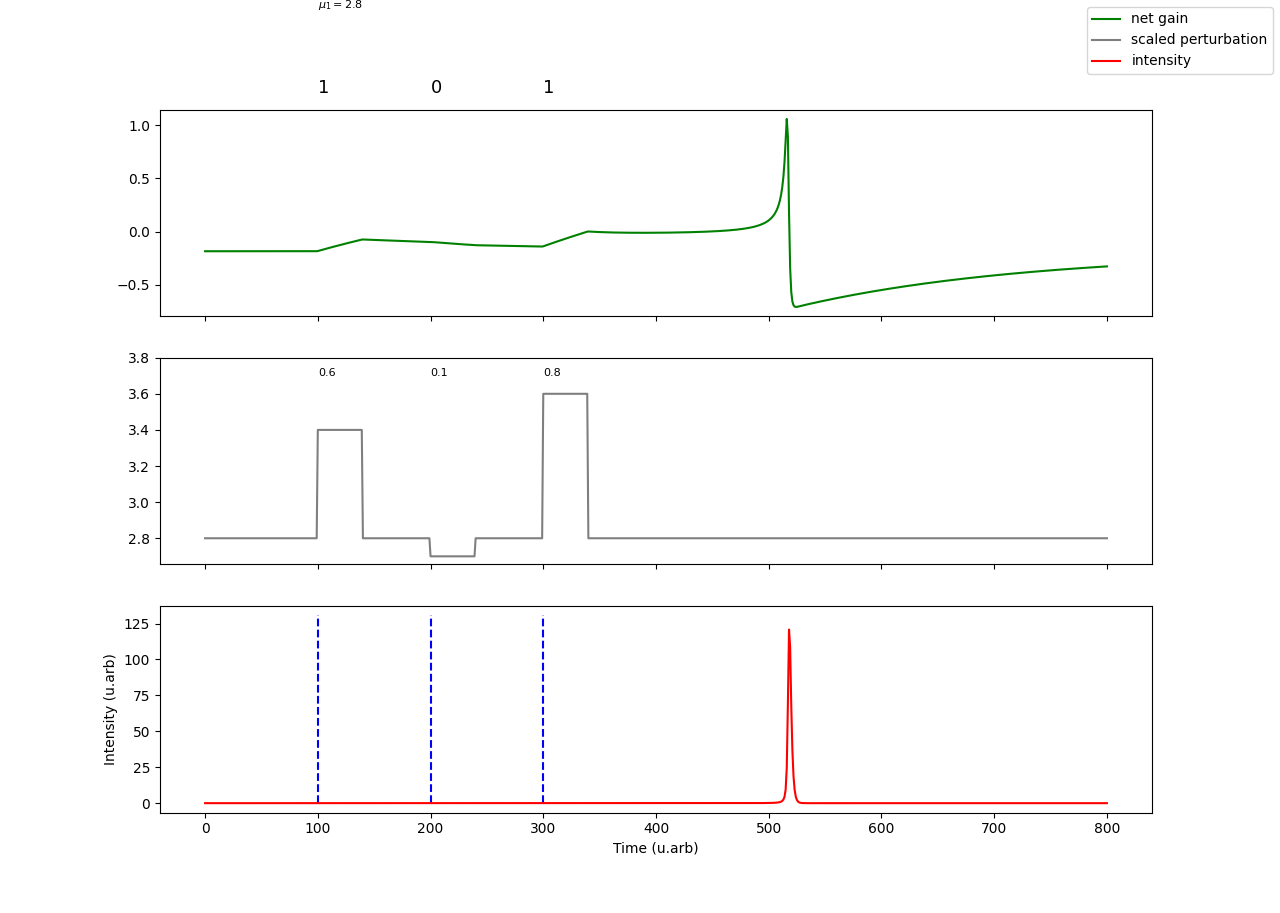 μ₁ = 2.8
net gain
scaled perturbation
intensity
1 0 1
1.0
0.5
0.0
−0.5
3.8
0.6 0.1 0.8
3.6
3.4
3.2
3.0
2.8
125
100
75
50
25
0
Intensity (u.arb)
0 100 200 300 400 500 600 700 800
Time (u.arb)